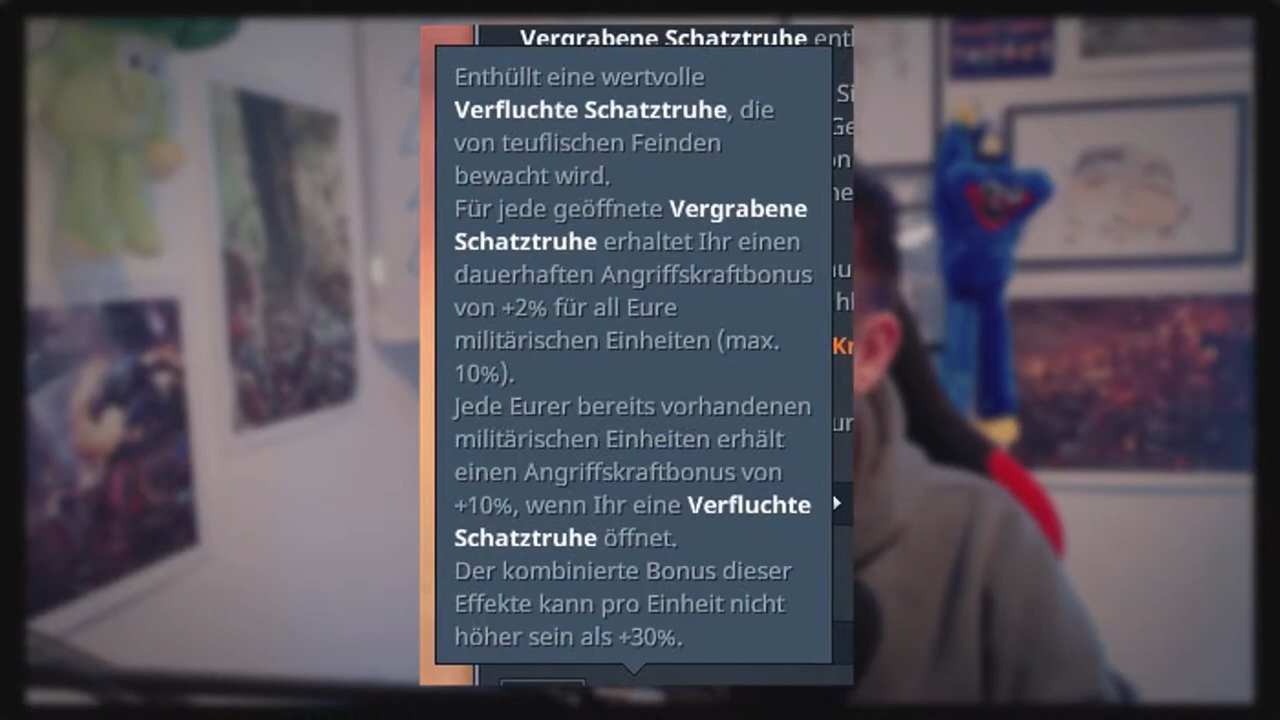 Vergrabene Schatztruhe
Enthüllt eine wertvolle
Verfluchte Schatztruhe, die
von teuflischen Feinden
bewacht wird.
Für jede geöffnete Vergrabene
Schatztruhe erhaltet Ihr einen
dauerhaften Angriffskraftbonus
von +2% für all Eure
militärischen Einheiten (max.
10%).
Jede Eurer bereits vorhandenen
militärischen Einheiten erhält
einen Angriffskraftbonus von
+10%, wenn Ihr eine Verfluchte
Schatztruhe öffnet.
Der kombinierte Bonus dieser
Effekte kann pro Einheit nicht
höher sein als +30%.